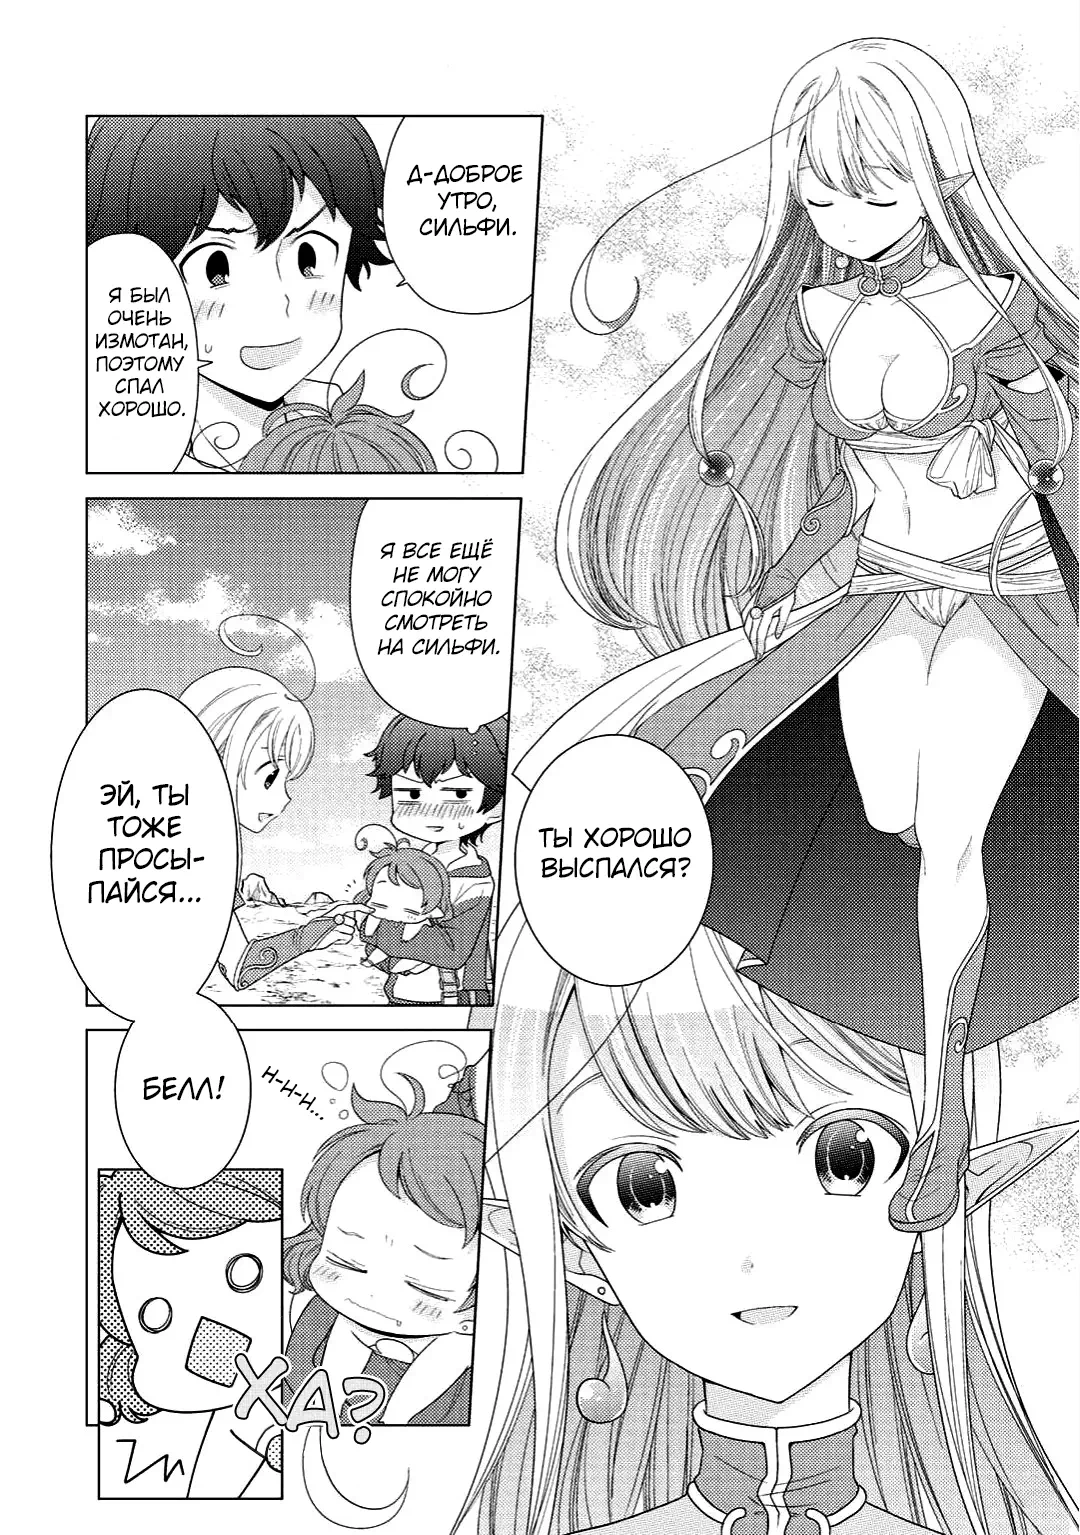 ТЫ ХОРОШО
ВЫСПАЛСЯ?
Д-ДОБРОЕ
УТРО,
СИЛЬФИ.
Я БЫЛ
ОЧЕНЬ
ИЗМОТАН,
ПОЭТОМУ
СПАЛ
ХОРОШО.
Я ВСЕ ЕЩЁ
НЕ МОГУ
СПОКОЙНО
СМОТРЕТЬ
НА СИЛЬФИ.
ЭЙ, ТЫ
ТОЖЕ
ПРОСЫ-
ПАЙСЯ...
БЕЛЛ!
Н-Н-Н...
ХА?